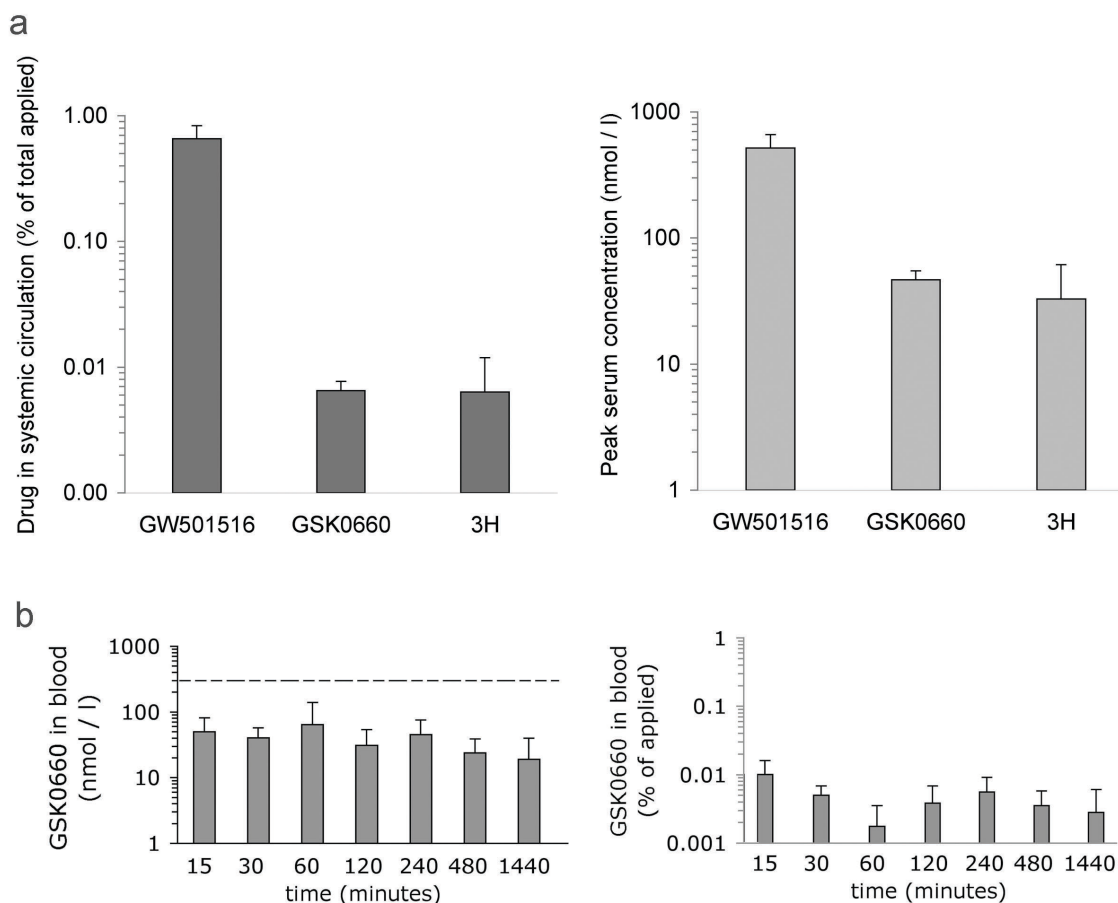 a
Drug in systemic circulation (% of total applied)
1.00
0.10
0.01
0.00
GW501516 GSK0660 3H
Peak serum concentration (nmol / l)
1000
100
10
1
GW501516 GSK0660 3H
b
GSK0660 in blood
(nmol / l)
1000
100
10
1
15 30 60 120 240 480 1440
time (minutes)
GSK0660 in blood
(% of applied)
1
0.1
0.01
0.001
15 30 60 120 240 480 1440
time (minutes)